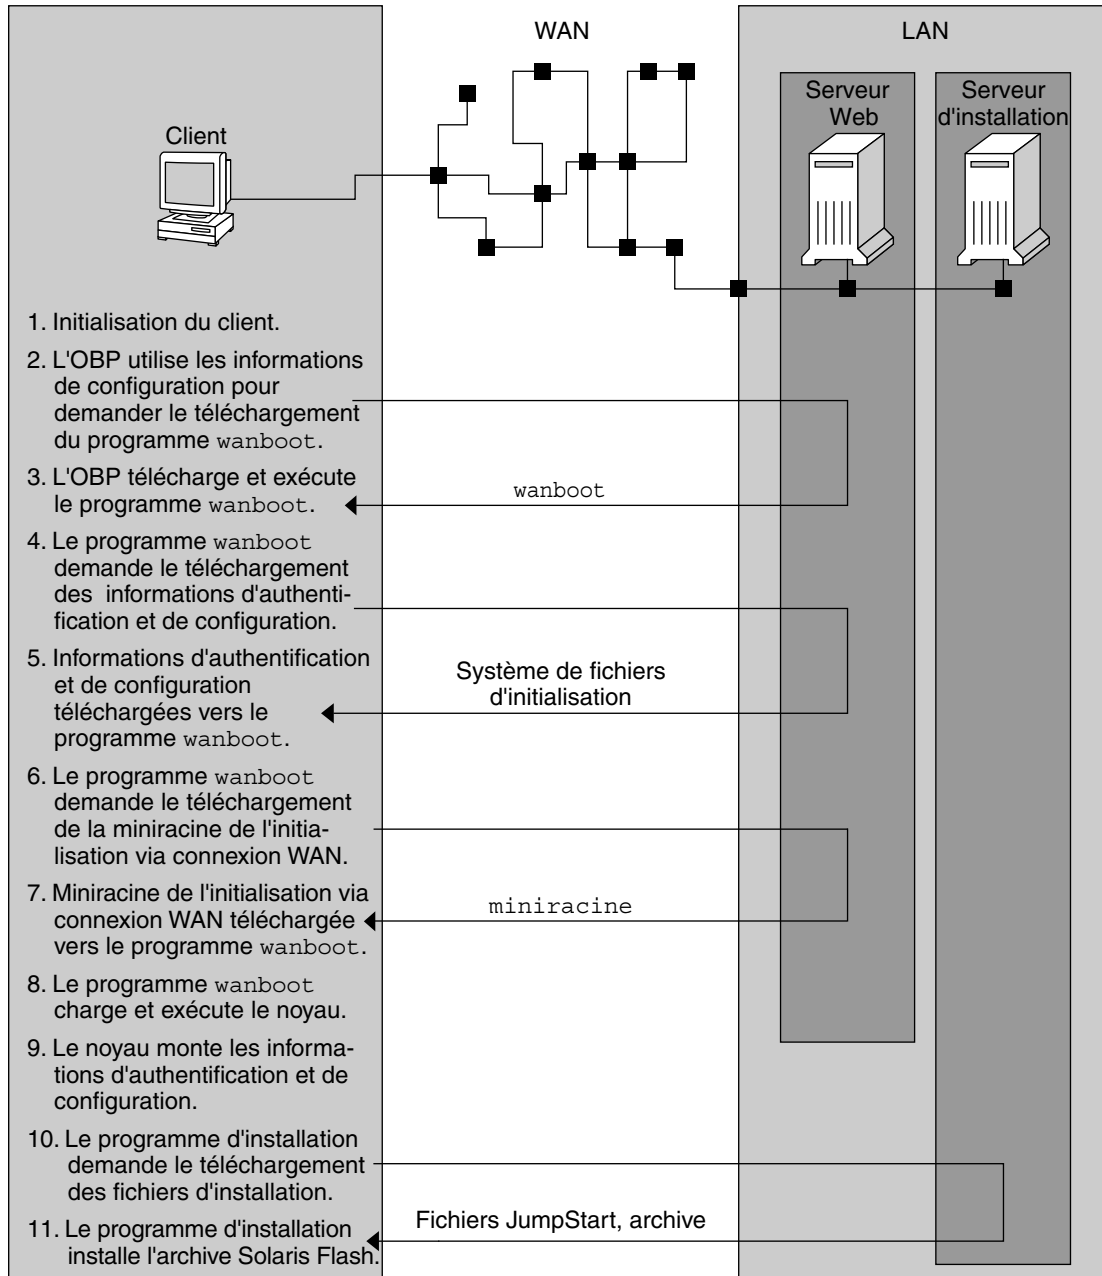 WAN
LAN
Client
Serveur
Web
Serveur
d'installation
1. Initialisation du client.
2. L'OBP utilise les informations
de configuration pour
demander le téléchargement
du programme wanboot.
3. L'OBP télécharge et exécute
le programme wanboot.
wanboot
4. Le programme wanboot
demande le téléchargement
des informations d'authenti-
fication et de configuration.
5. Informations d'authentification
et de configuration
téléchargées vers le
programme wanboot.
Système de fichiers
d'initialisation
6. Le programme wanboot
demande le téléchargement
de la miniracine de l'initia-
lisation via connexion WAN.
7. Miniracine de l'initialisation via
connexion WAN téléchargée
vers le programme wanboot.
miniracine
8. Le programme wanboot
charge et exécute le noyau.
9. Le noyau monte les informa-
tions d'authentification et de
configuration.
10. Le programme d'installation
demande le téléchargement
des fichiers d'installation.
11. Le programme d'installation
installe l'archive Solaris Flash.
Fichiers JumpStart, archive